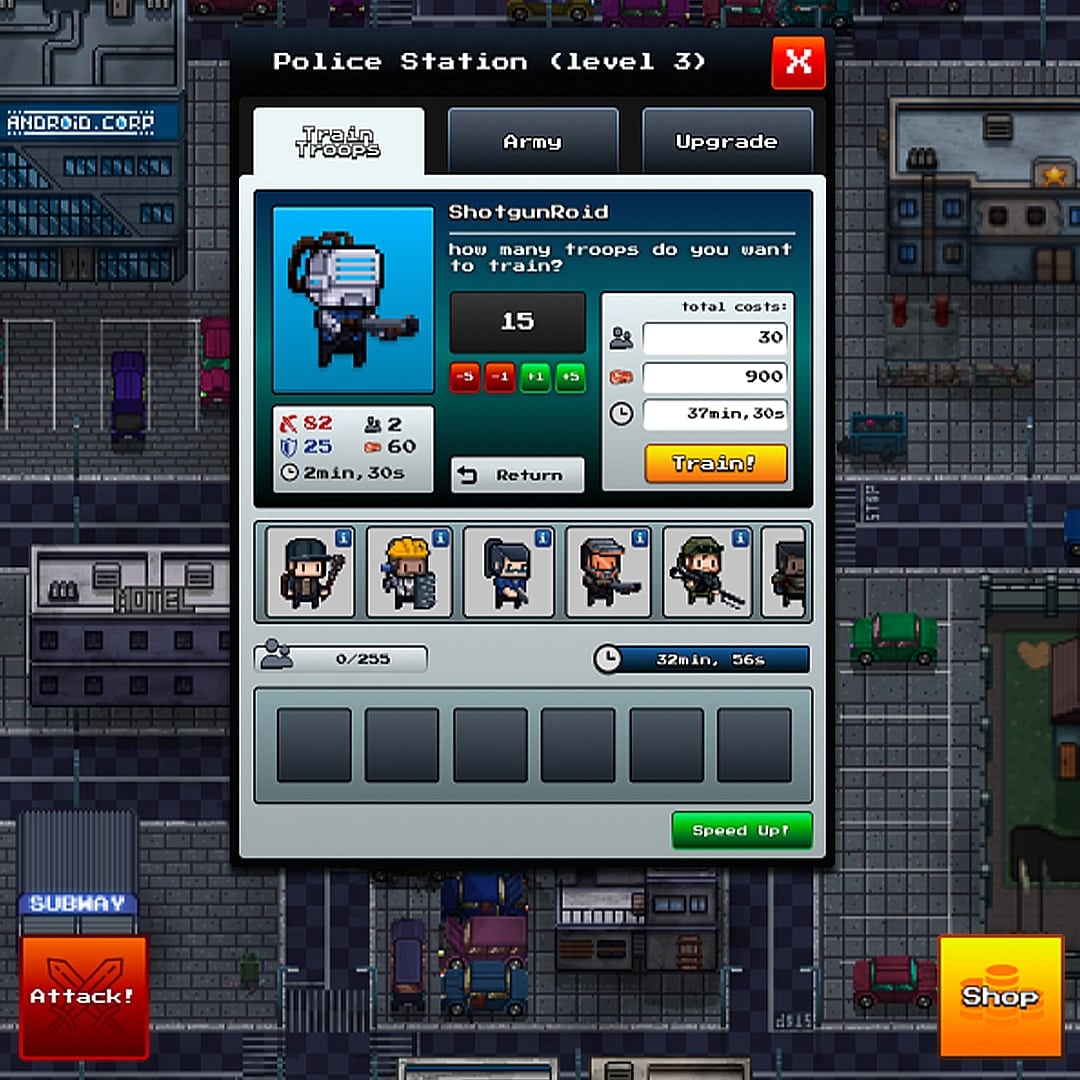 Police Station (level 3)
X
ANDROiD.CORP
Train
Troops
Army
Upgrade
ShotgunRoid
how many troops do you want
to train?
15
total costs:
30
-5 -1 +1 +5
900
82 2
37min,30s
25 60
2min,30s
Return
Train!
i i i i i
HOTEL
0/255
32min, 56s
Speed Up!
SUBWAY
Attack!
Shop